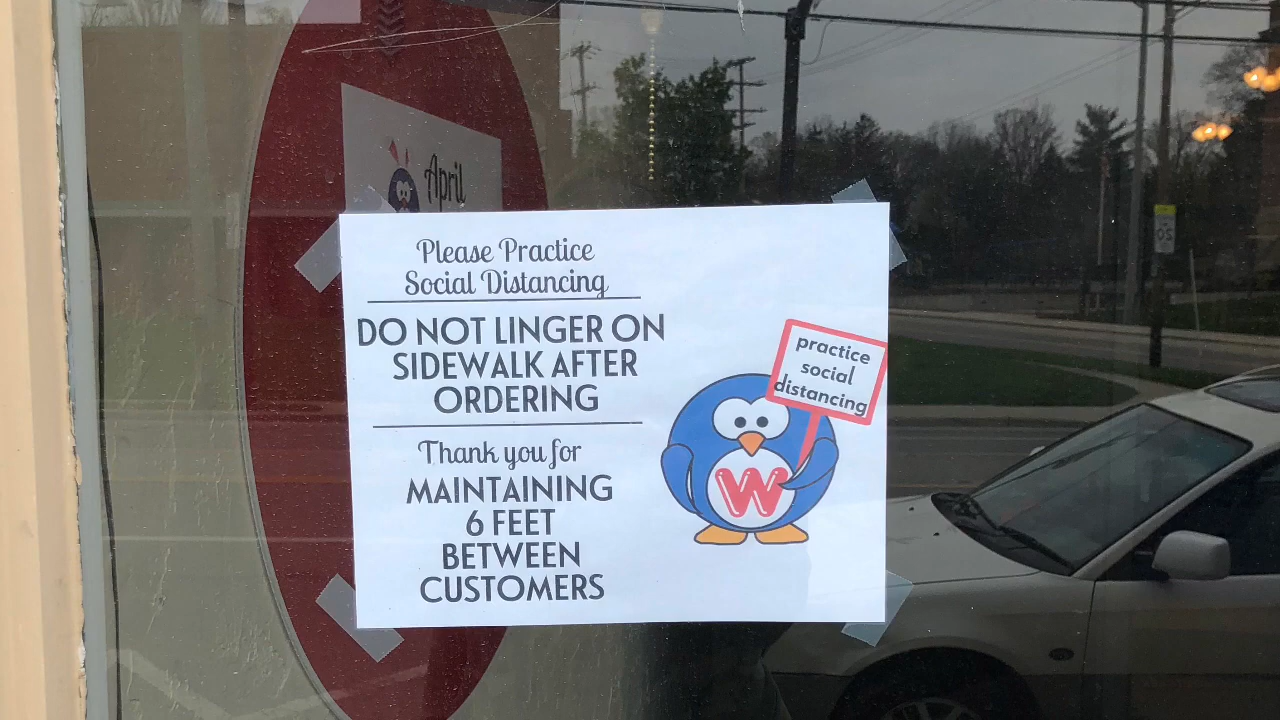 April
Please Practice
Social Distancing
DO NOT LINGER ON
SIDEWALK AFTER
ORDERING
Thank you for
MAINTAINING
6 FEET
BETWEEN
CUSTOMERS
practice
social
distancing
W